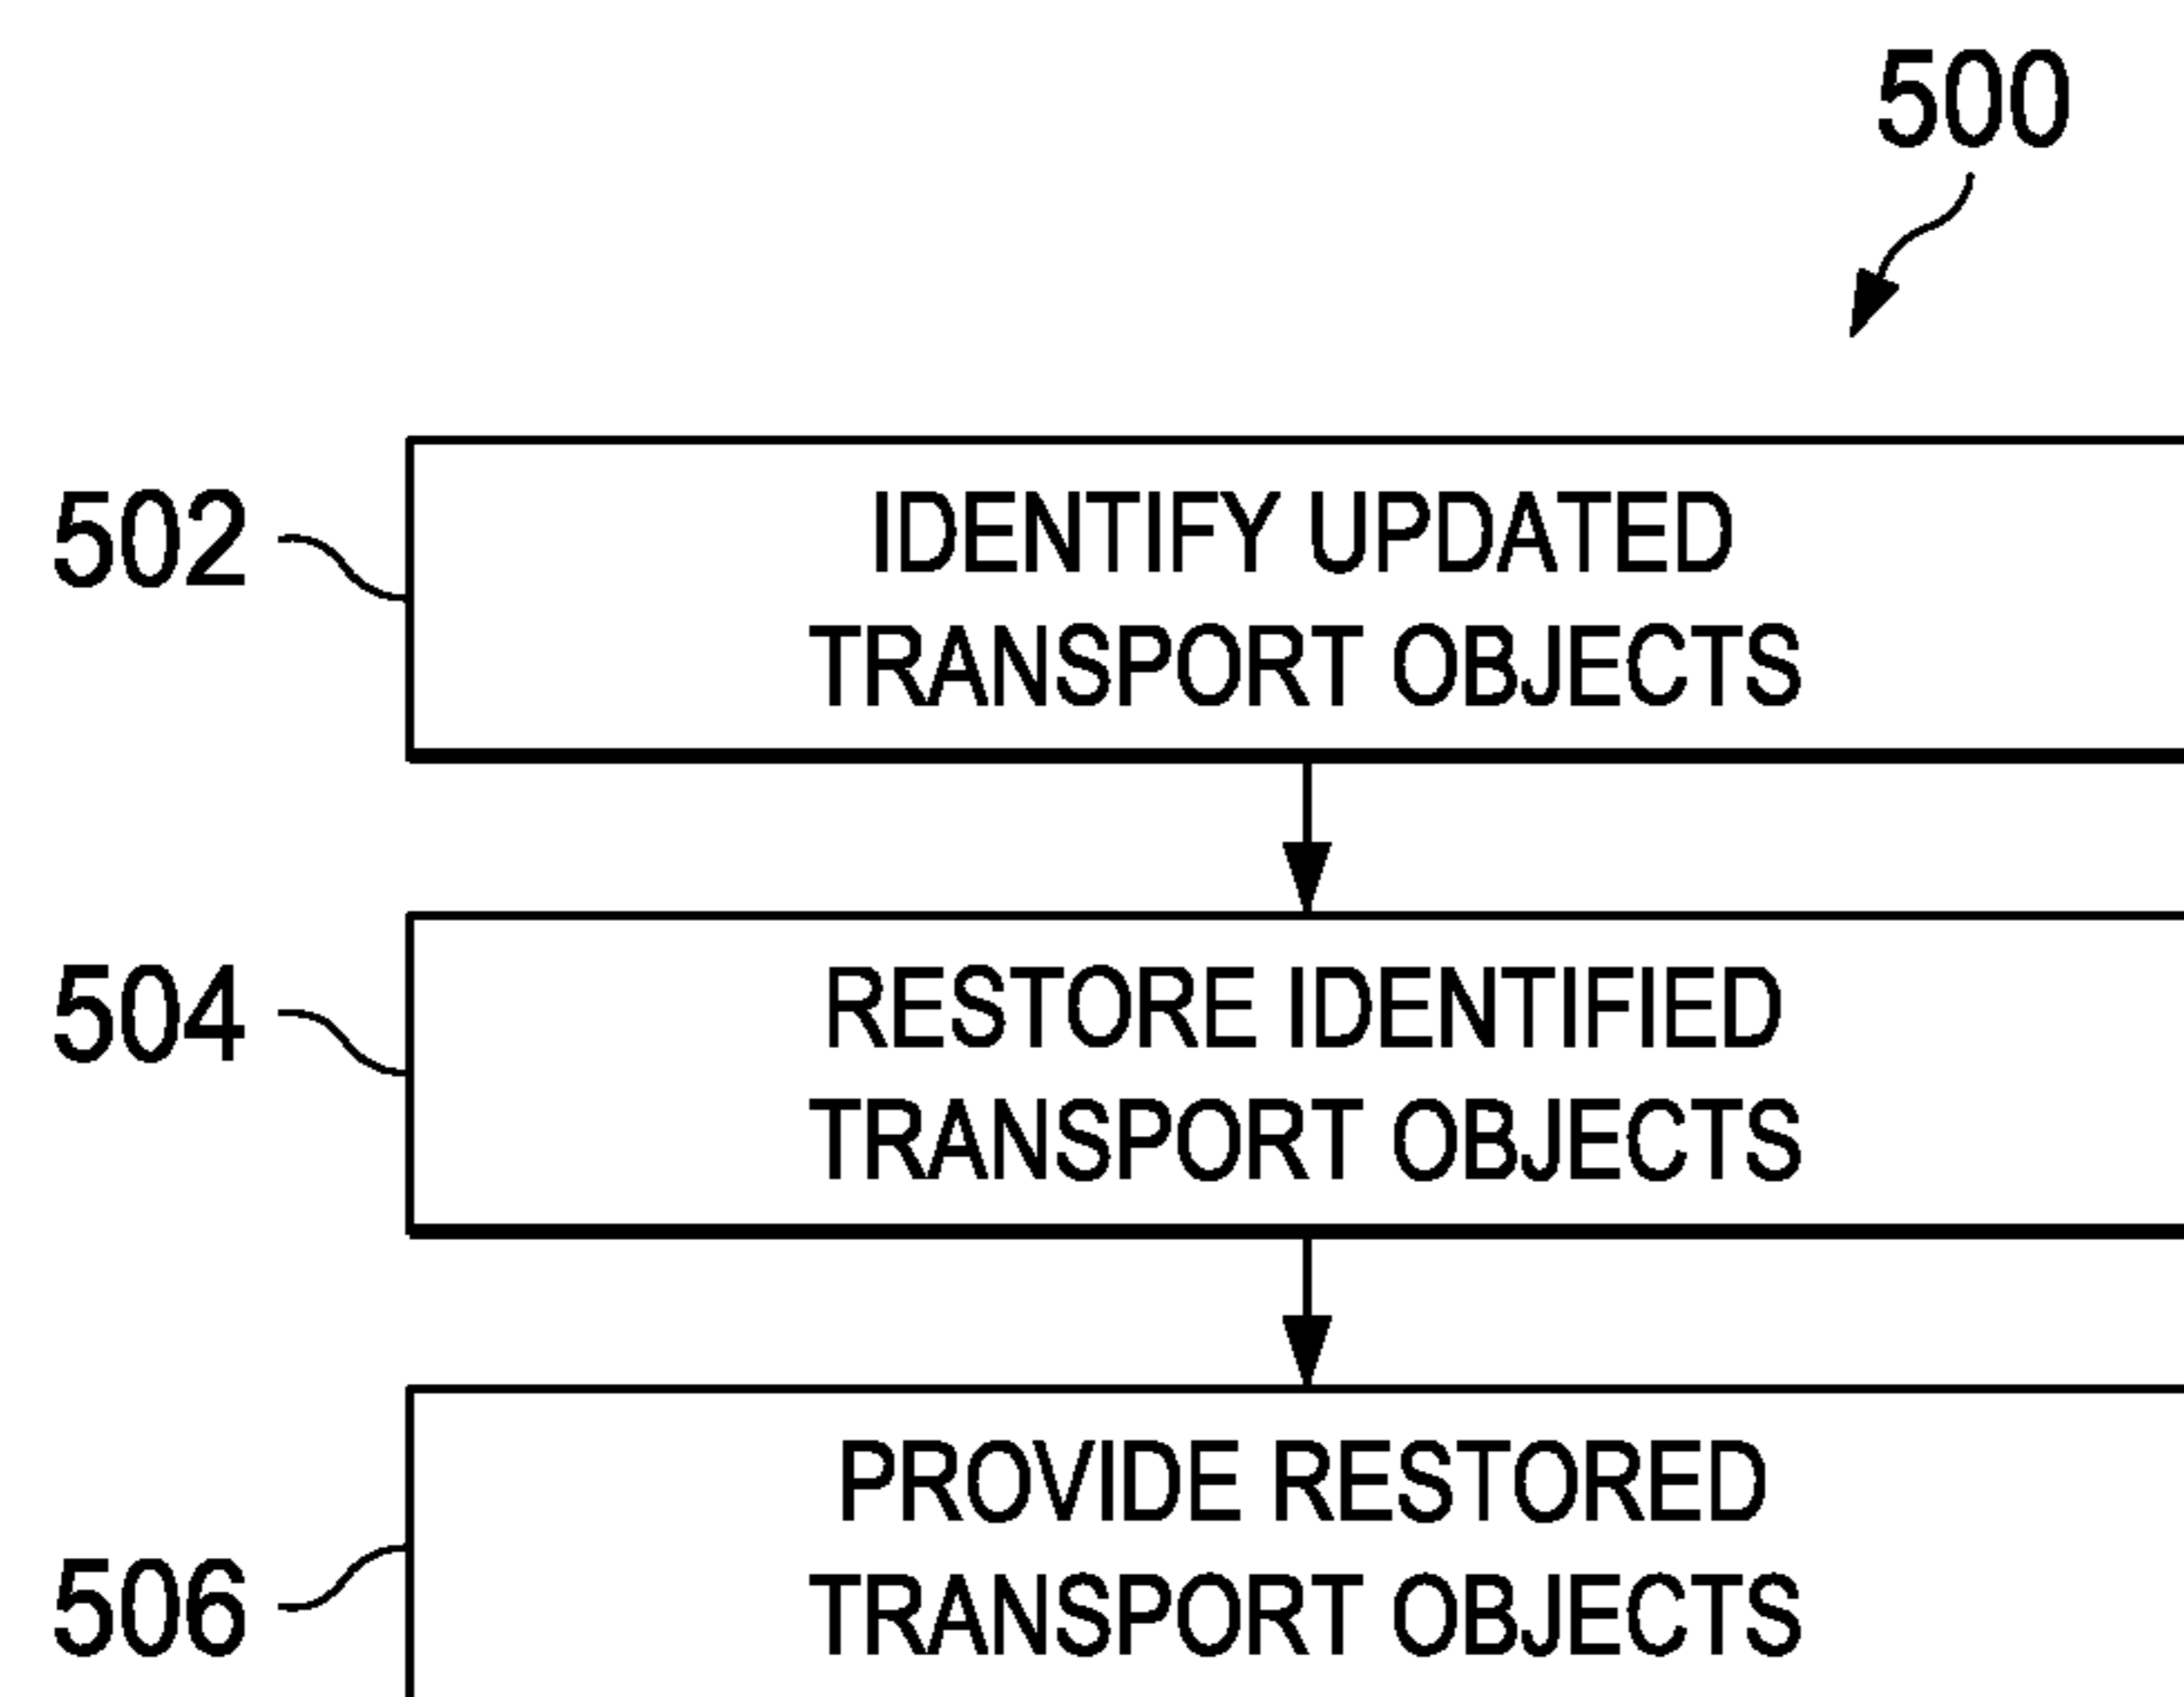 500
502
IDENTIFY UPDATED
TRANSPORT OBJECTS
504
RESTORE IDENTIFIED
TRANSPORT OBJECTS
506
PROVIDE RESTORED
TRANSPORT OBJECTS